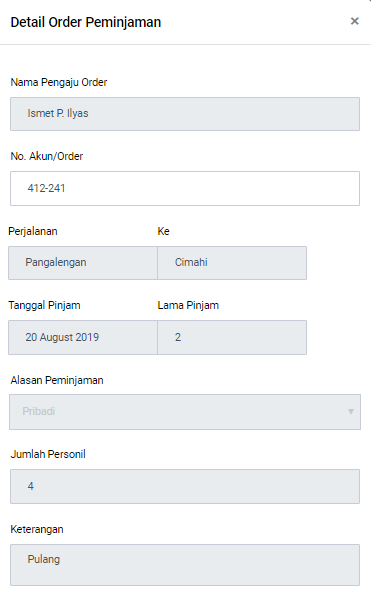 Detail Order Peminjaman ×
Nama Pengaju Order
Ismet P. Ilyas
No. Akun/Order
412-241
Perjalanan Ke
Pangalengan Cimahi
Tanggal Pinjam Lama Pinjam
20 August 2019 2
Alasan Peminjaman
Pribadi
Jumlah Personil
4
Keterangan
Pulang